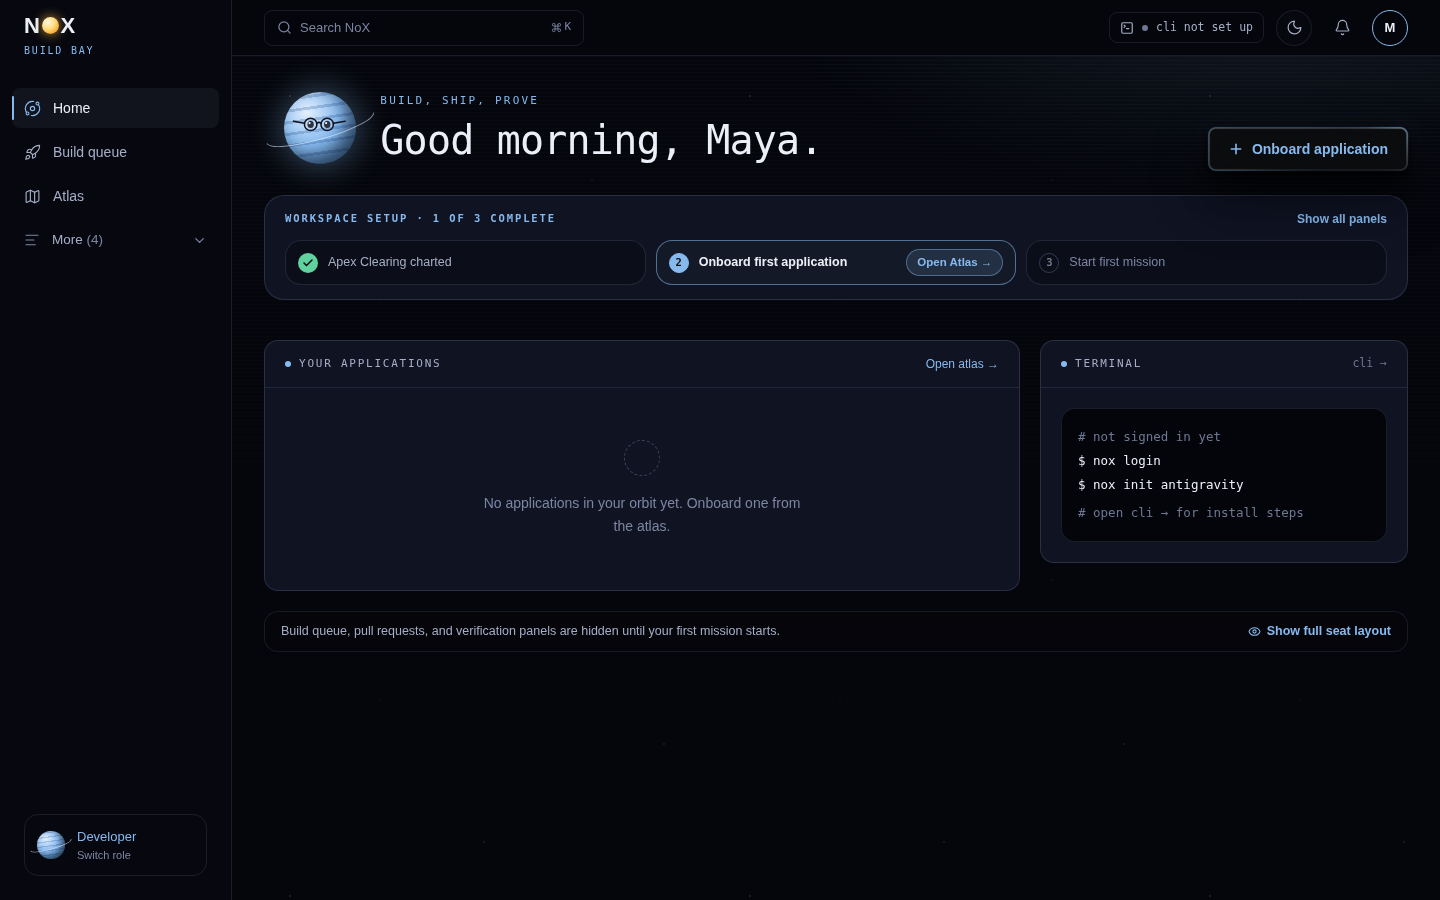 NOX
BUILD BAY
Search NoX
⌘K
cli not set up
M
Home
Build queue
Atlas
More (4)
BUILD, SHIP, PROVE
Good morning, Maya.
Onboard application
WORKSPACE SETUP · 1 OF 3 COMPLETE
Show all panels
Apex Clearing charted
2
Onboard first application
Open Atlas →
3
Start first mission
YOUR APPLICATIONS
Open atlas →
No applications in your orbit yet. Onboard one from
the atlas.
TERMINAL
cli →
# not signed in yet
$ nox login
$ nox init antigravity
# open cli → for install steps
Build queue, pull requests, and verification panels are hidden until your first mission starts.
Show full seat layout
Developer
Switch role